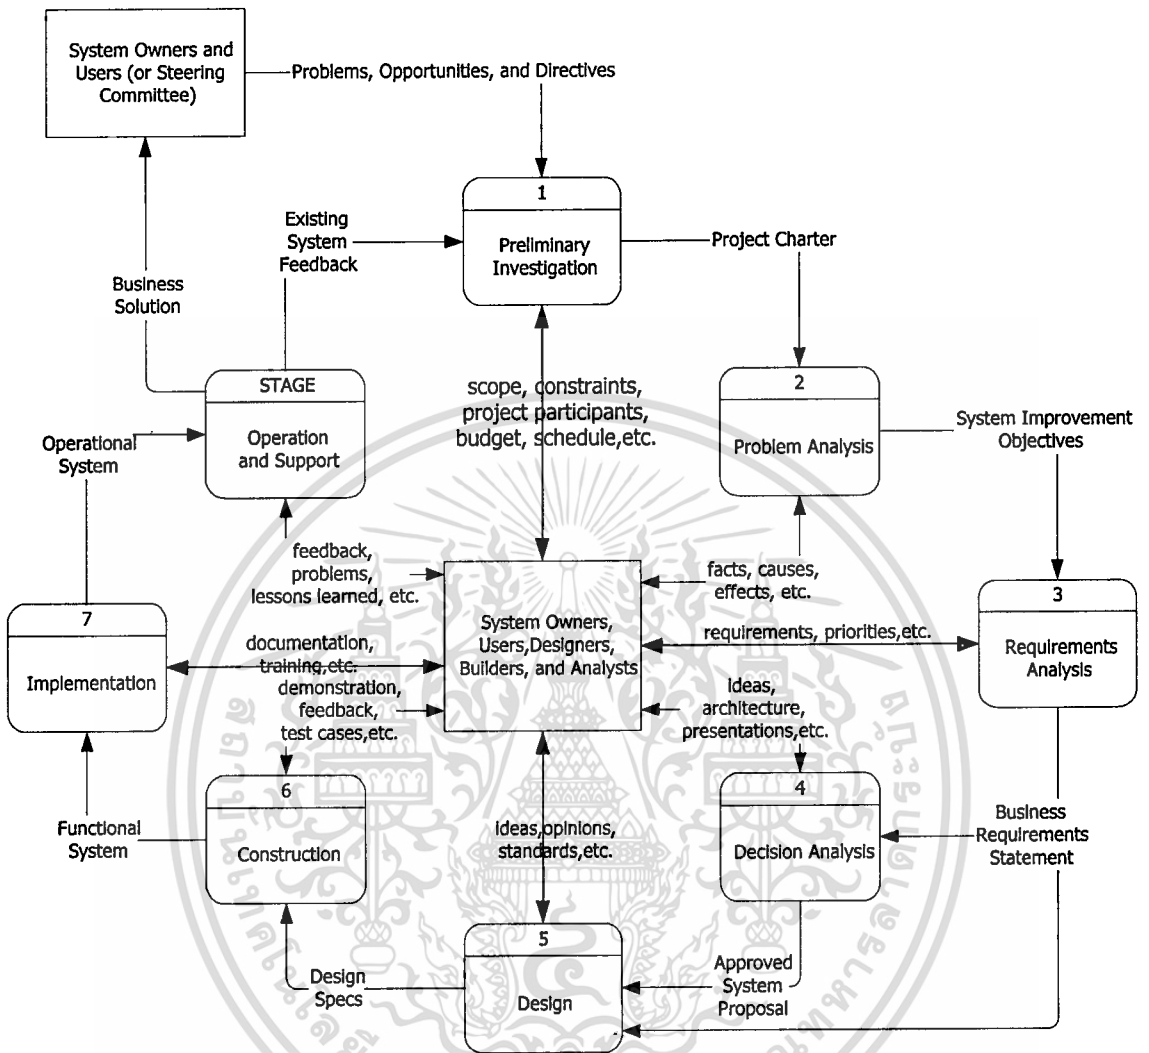 System Owners and
Users (or Steering
Committee)
Problems, Opportunities, and Directives
1
Preliminary
Investigation
Existing
System
Feedback
Project Charter
Business
Solution
STAGE
Operation
and Support
scope, constraints,
project participants,
budget, schedule,etc.
2
Problem Analysis
System Improvement
Objectives
Operational
System
feedback,
problems,
lessons learned, etc.
facts, causes,
effects, etc.
System Owners,
Users,Designers,
Builders, and Analysts
3
Requirements
Analysis
requirements, priorities,etc.
7
Implementation
documentation,
training,etc.
demonstration,
feedback,
test cases,etc.
ideas,
architecture,
presentations,etc.
6
Construction
4
Decision Analysis
Functional
System
ideas,opinions,
standards,etc.
Business
Requirements
Statement
5
Design
Design
Specs
Approved
System
Proposal